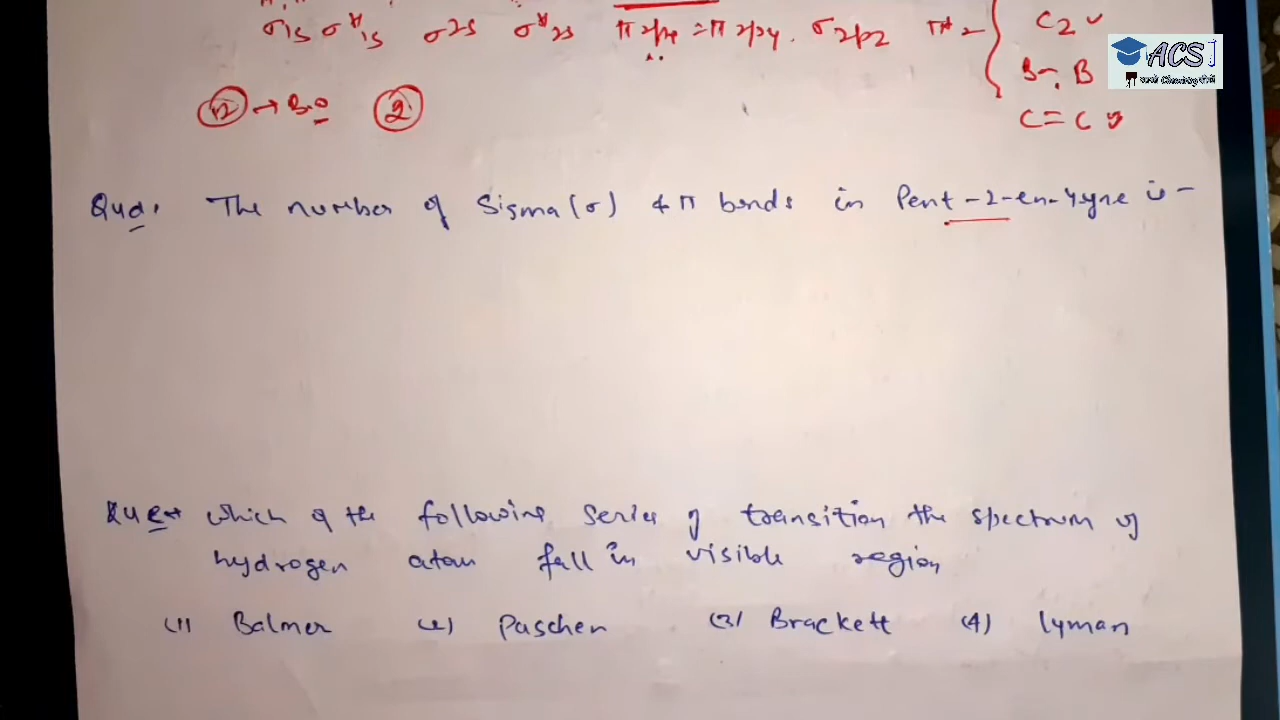 σ1s σ*1s σ2s σ*2s π2px = π2py . σ2pz π*
C2 ✓
B B
C = C
12 → B.O 2
ACS
Que. The number of Sigma (σ) & π bonds in Pent-2-en-4yne is -
Que→ which of the following series of transition the spectrum of
hydrogen atom fall in visible region
(1) Balmer (2) Paschen (3) Brackett (4) lyman